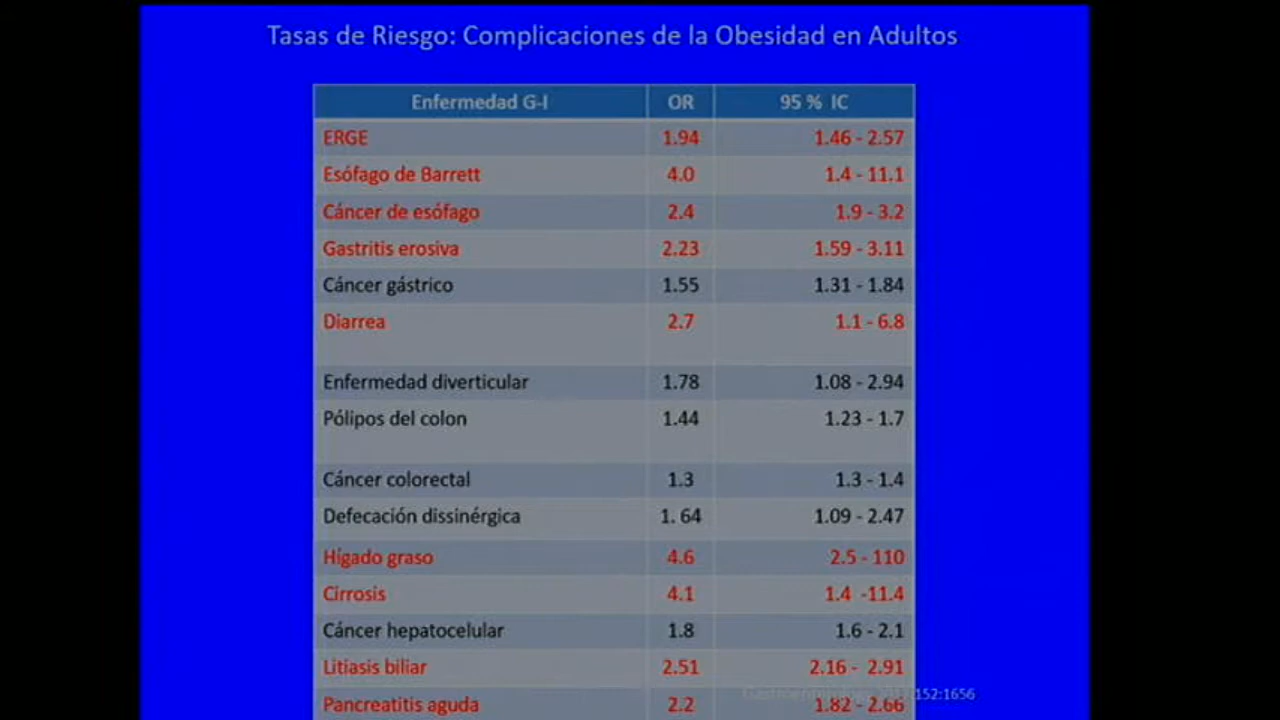 Tasas de Riesgo: Complicaciones de la Obesidad en Adultos
Enfermedad G-I OR 95 % IC
ERGE 1.94 1.46 - 2.57
Esófago de Barrett 4.0 1.4 - 11.1
Cáncer de esófago 2.4 1.9 - 3.2
Gastritis erosiva 2.23 1.59 - 3.11
Cáncer gástrico 1.55 1.31 - 1.84
Diarrea 2.7 1.1 - 6.8
Enfermedad diverticular 1.78 1.08 - 2.94
Pólipos del colon 1.44 1.23 - 1.7
Cáncer colorectal 1.3 1.3 - 1.4
Defecación dissinérgica 1. 64 1.09 - 2.47
Hígado graso 4.6 2.5 - 110
Cirrosis 4.1 1.4 -11.4
Cáncer hepatocelular 1.8 1.6 - 2.1
Litiasis biliar 2.51 2.16 - 2.91
Pancreatitis aguda 2.2 1.82 - 2.66
152:1656